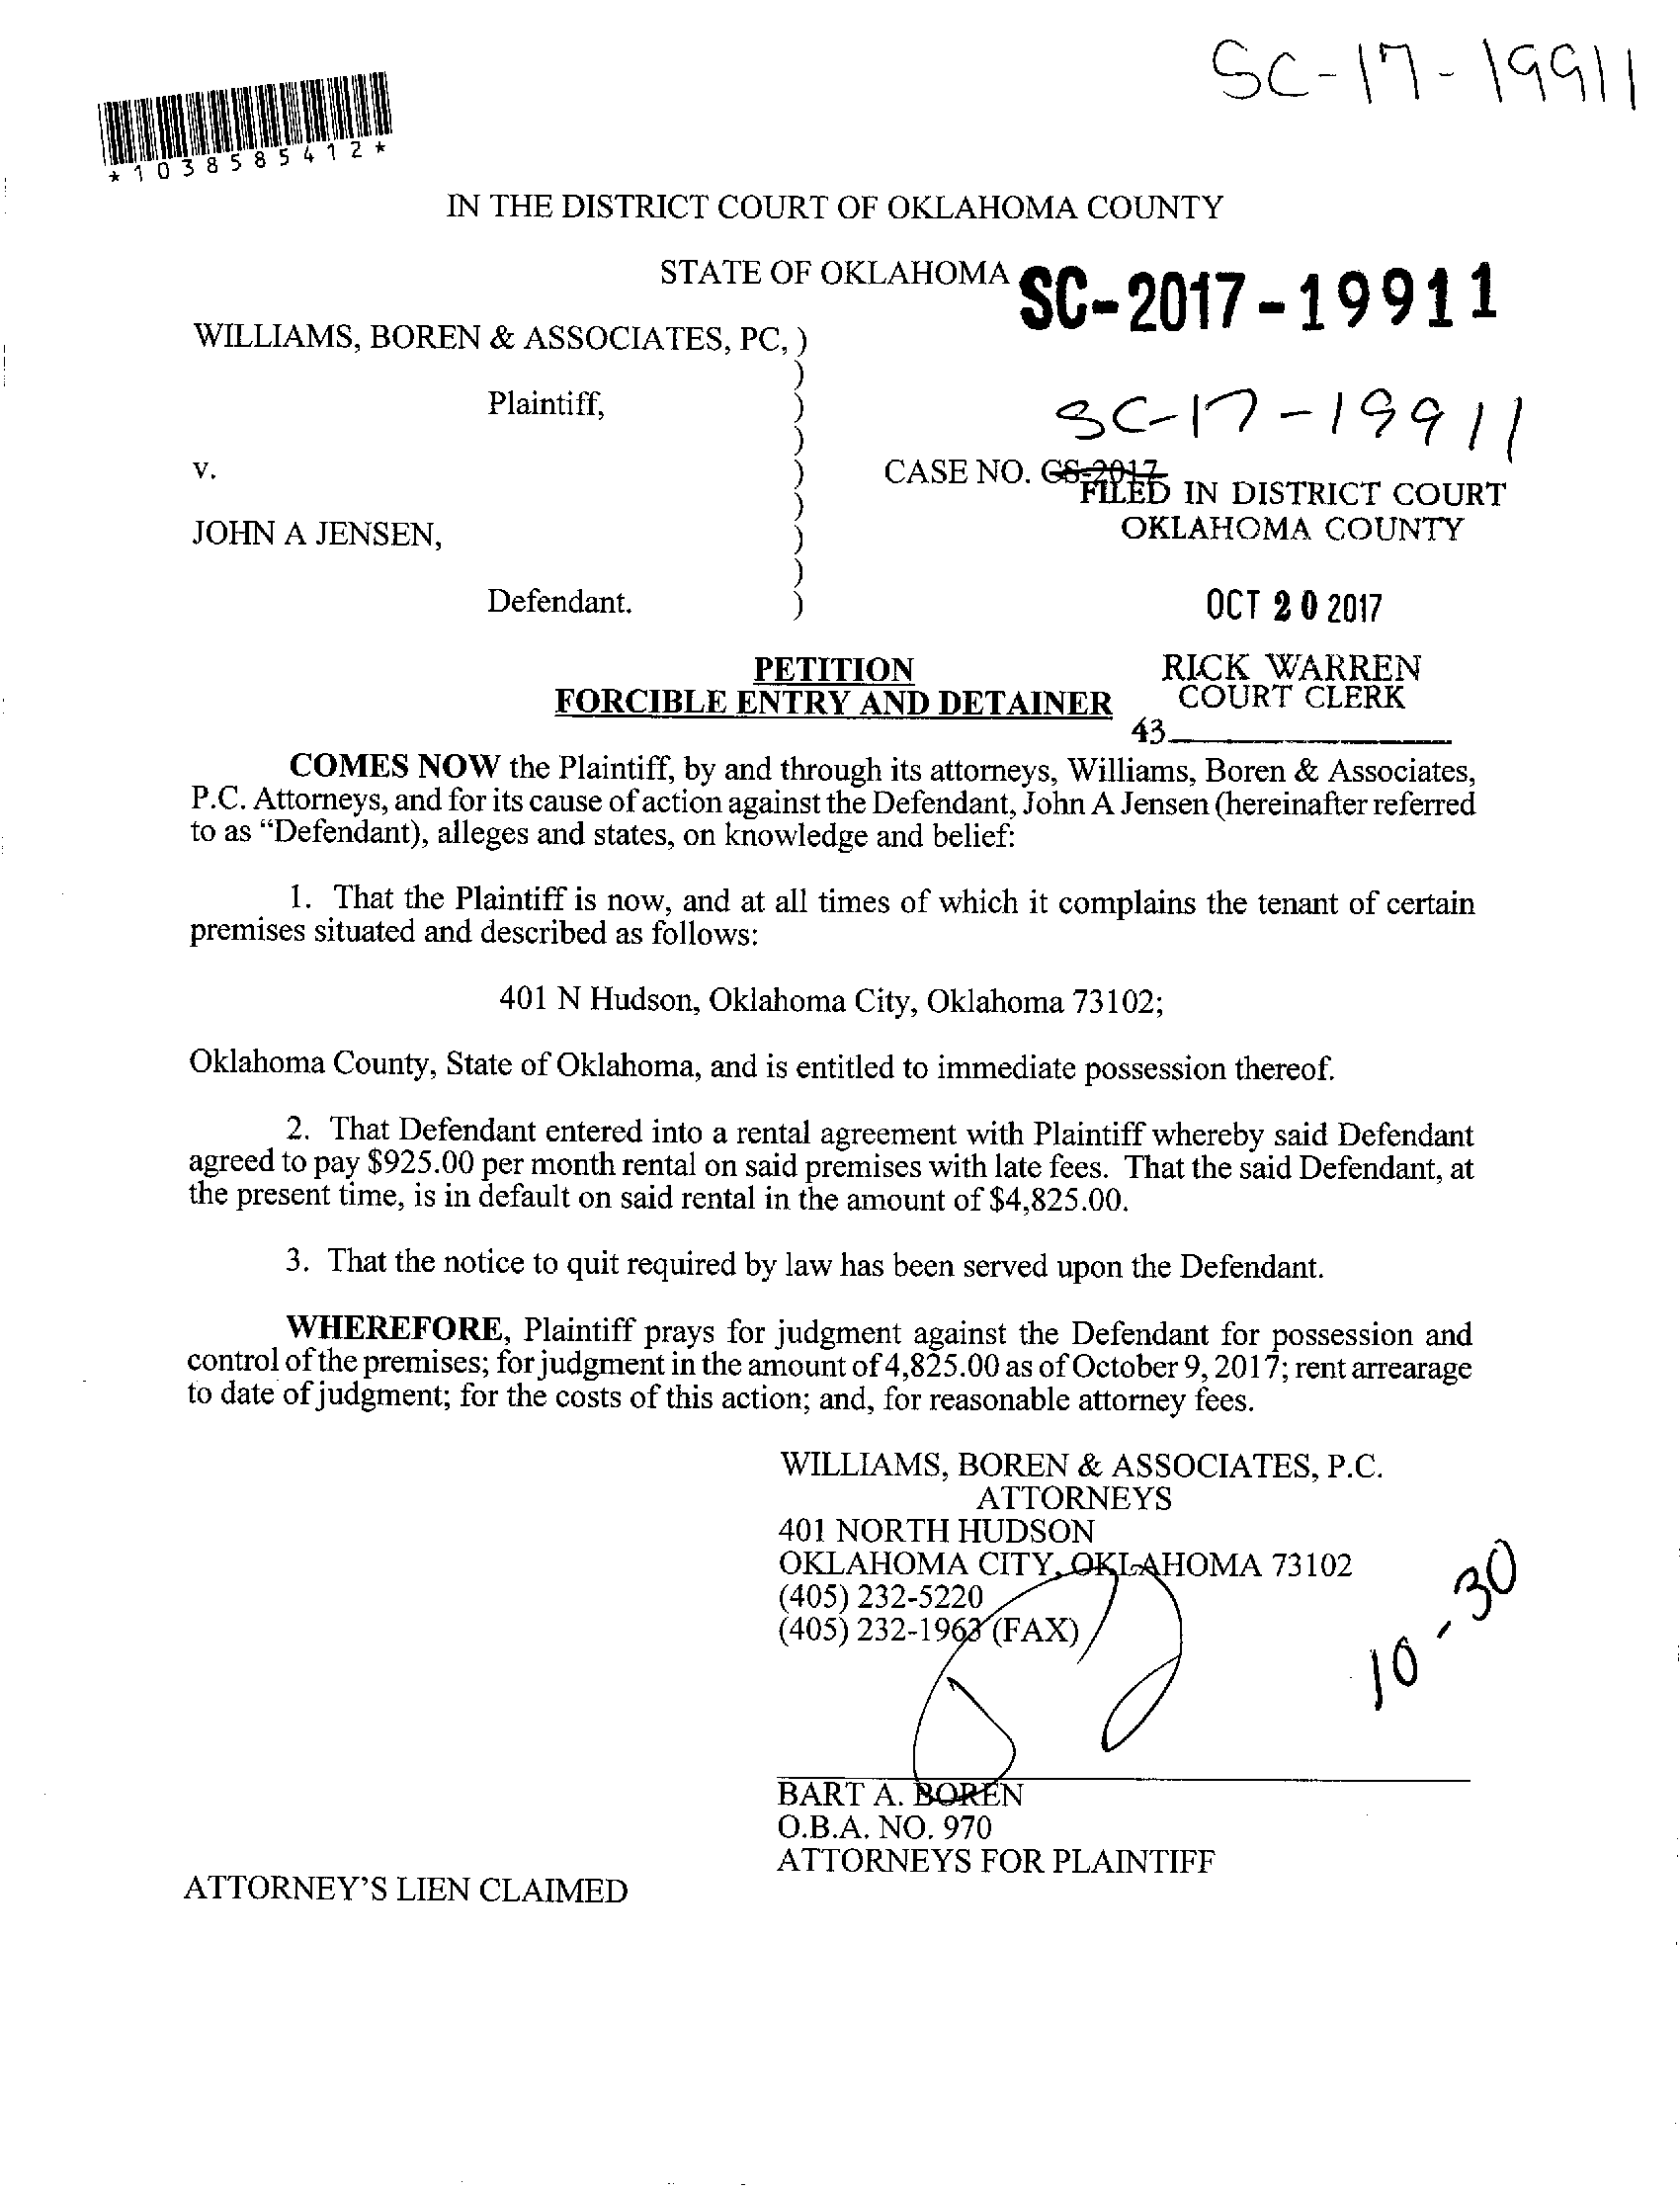 SC-17-19911
*1038585412*
IN THE DISTRICT COURT OF OKLAHOMA COUNTY
STATE OF OKLAHOMA
SC-2017-19911
WILLIAMS, BOREN & ASSOCIATES, PC, )
)
Plaintiff, )
SC-17-19911
)
v. ) CASE NO. CS-2017
FILED IN DISTRICT COURT
)
OKLAHOMA COUNTY
JOHN A JENSEN, )
)
Defendant. )
OCT 20 2017
PETITION
RICK WARREN
FORCIBLE ENTRY AND DETAINER
COURT CLERK
43
COMES NOW the Plaintiff, by and through its attorneys, Williams, Boren & Associates,
P.C. Attorneys, and for its cause of action against the Defendant, John A Jensen (hereinafter referred
to as “Defendant), alleges and states, on knowledge and belief:
1. That the Plaintiff is now, and at all times of which it complains the tenant of certain
premises situated and described as follows:
401 N Hudson, Oklahoma City, Oklahoma 73102;
Oklahoma County, State of Oklahoma, and is entitled to immediate possession thereof.
2. That Defendant entered into a rental agreement with Plaintiff whereby said Defendant
agreed to pay $925.00 per month rental on said premises with late fees. That the said Defendant, at
the present time, is in default on said rental in the amount of $4,825.00.
3. That the notice to quit required by law has been served upon the Defendant.
WHEREFORE, Plaintiff prays for judgment against the Defendant for possession and
control of the premises; for judgment in the amount of 4,825.00 as of October 9, 2017; rent arrearage
to date of judgment; for the costs of this action; and, for reasonable attorney fees.
WILLIAMS, BOREN & ASSOCIATES, P.C.
ATTORNEYS
401 NORTH HUDSON
OKLAHOMA CITY, OKLAHOMA 73102
(405) 232-5220
(405) 232-1963 (FAX)
10-30
BART A. BOREN
O.B.A. NO. 970
ATTORNEYS FOR PLAINTIFF
ATTORNEY’S LIEN CLAIMED